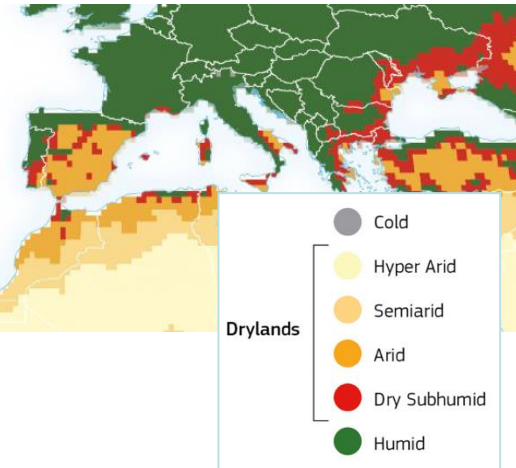 Cold
Hyper Arid
Semiarid
Drylands
Arid
Dry Subhumid
Humid